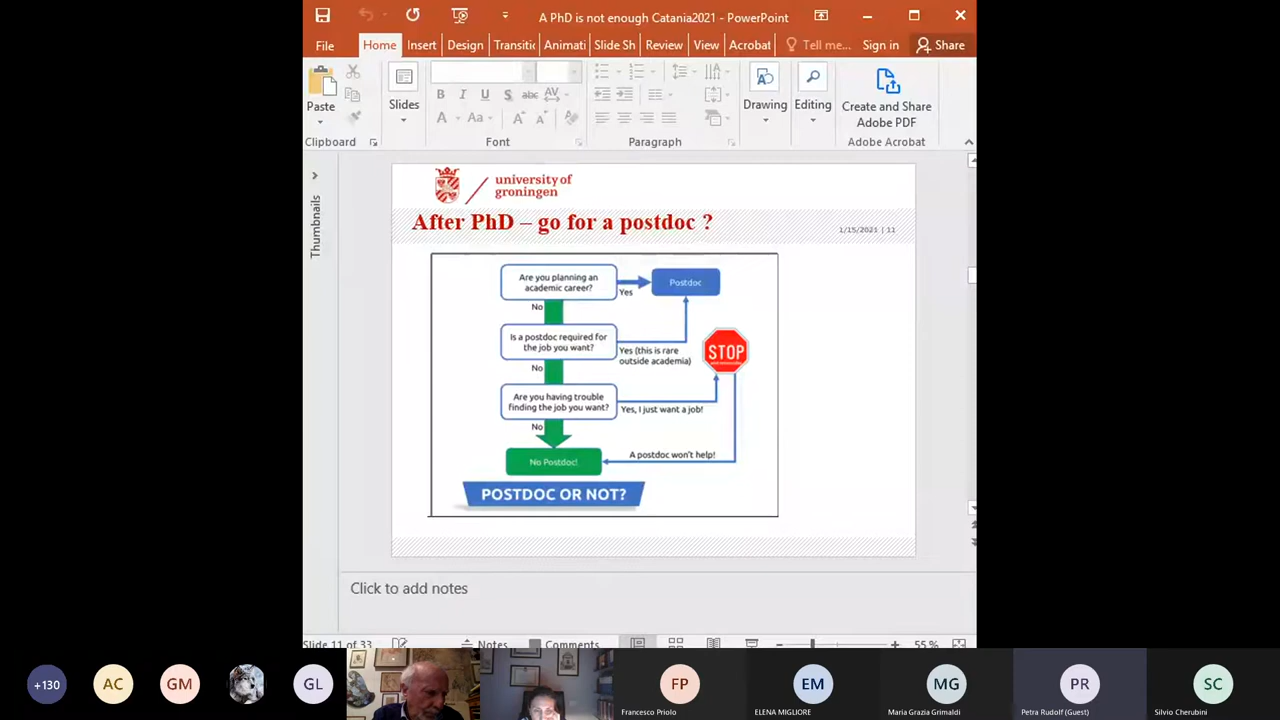 A PhD is not enough Catania2021 - PowerPoint
File Home Insert Design Transitic Animati Slide Sh Review View Acrobat Tell me... Sign in Share
Paste
Slides
B I U S abc AV
A Aa A A
Drawing
Editing
Create and Share
Adobe PDF
Clipboard Font Paragraph Adobe Acrobat
Thumbnails
university of
groningen
After PhD – go for a postdoc ?
1/15/2021 | 11
Are you planning an
academic career?
Yes
Postdoc
No
Is a postdoc required for
the job you want?
Yes (this is rare
outside academia)
STOP
No
Are you having trouble
finding the job you want?
Yes, I just want a job!
No
No Postdoc!
A postdoc won't help!
POSTDOC OR NOT?
Click to add notes
Slide 11 of 33 Notes Comments 55 %
+130 AC GM GL FP EM MG PR SC
Francesco Priolo ELENA MIGLIORE Maria Grazia Grimaldi Petra Rudolf (Guest) Silvio Cherubini